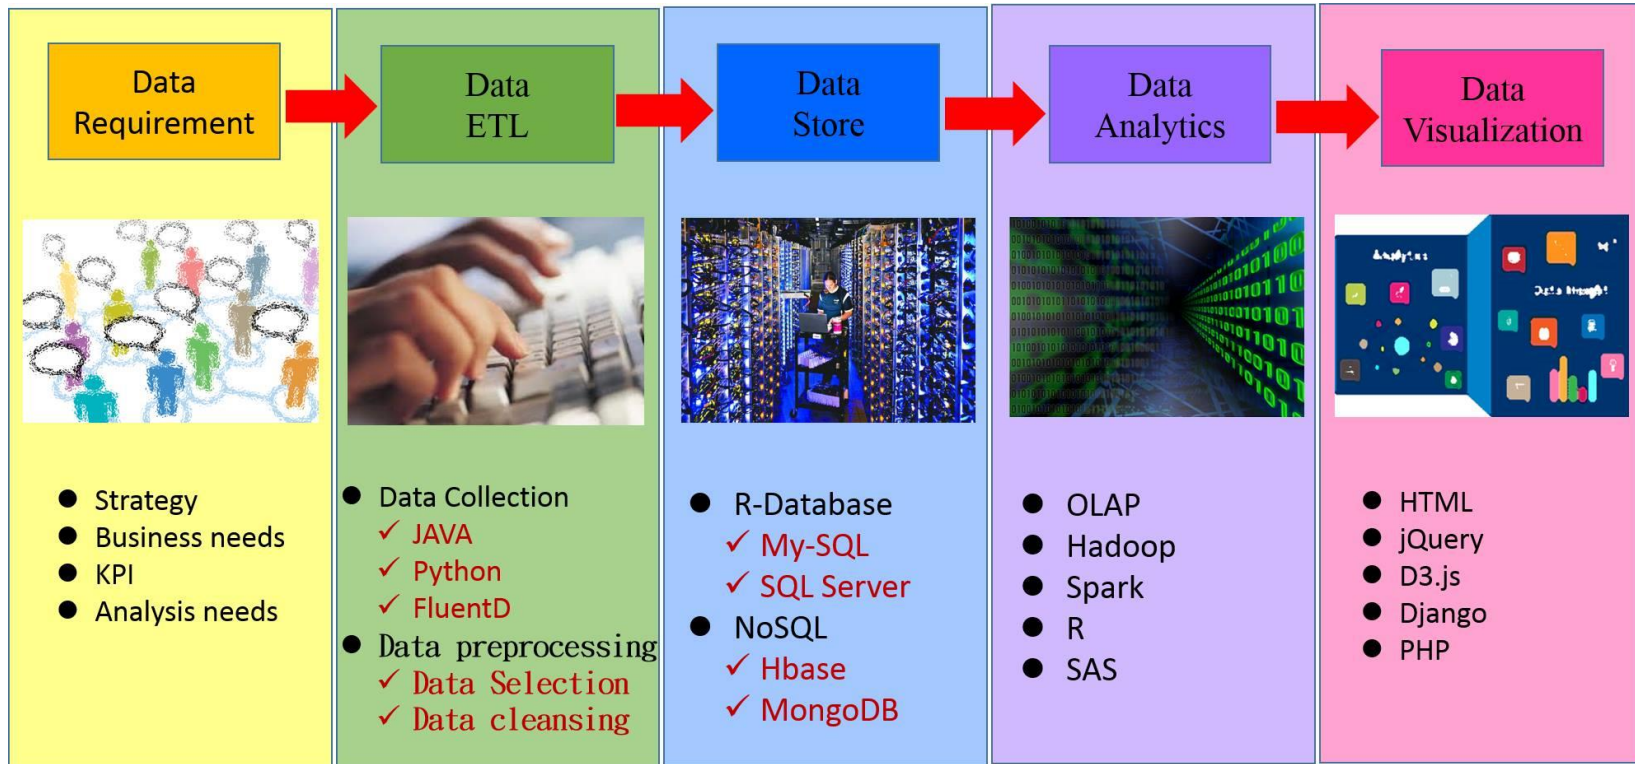 Data
Requirement
Data
ETL
Data
Store
Data
Analytics
Data
Visualization
Analytics
● Strategy
● Business needs
● KPI
● Analysis needs
● Data Collection
✓ JAVA
✓ Python
✓ FluentD
● Data preprocessing
✓ Data Selection
✓ Data cleansing
● R-Database
✓ My-SQL
✓ SQL Server
● NoSQL
✓ Hbase
✓ MongoDB
● OLAP
● Hadoop
● Spark
● R
● SAS
● HTML
● jQuery
● D3.js
● Django
● PHP